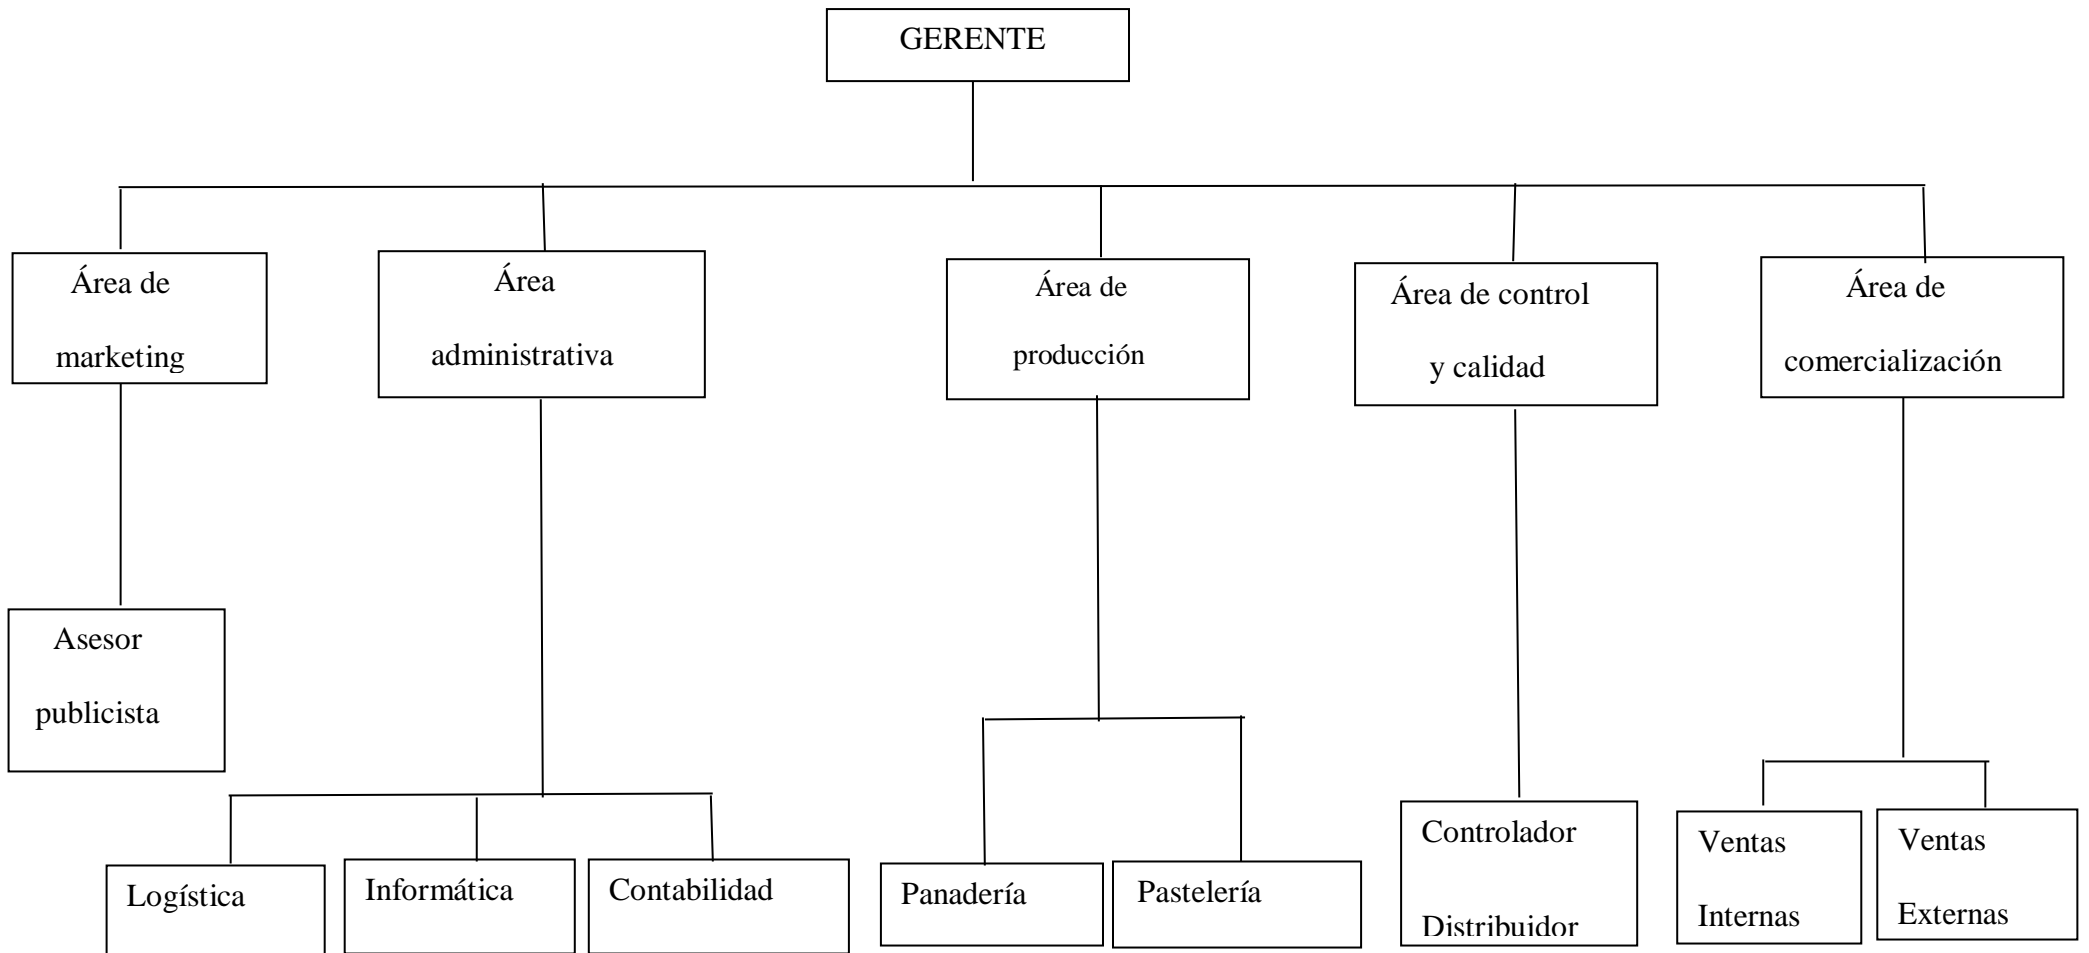 GERENTE
Área de
marketing
Área
administrativa
Área de
producción
Área de control
y calidad
Área de
comercialización
Asesor
publicista
Logística
Informática
Contabilidad
Panadería
Pastelería
Controlador
Distribuidor
Ventas
Internas
Ventas
Externas